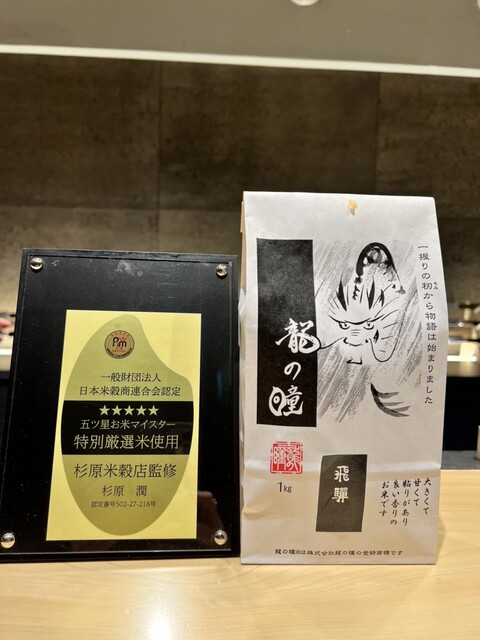 一般財団法人
日本米穀商連合会認定
★★★★★
五ツ星お米マイスター
特別厳選米使用
杉原米穀店監修
杉原 潤
認定番号502-27-218号
一握りの籾から物語は始まりました
もみ
龍の瞳
飛騨
1kg
大きくて
甘くて
粘りがあり
良い香りの
お米です
龍の瞳®は株式会社龍の瞳の登録商標です